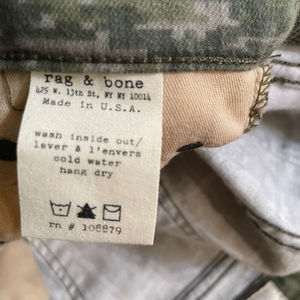 rag & bone
425 W. 13th St, NY NY 10014
Made in U.S.A.
wash inside out/
laver à l'envers
cold water
hang dry
rn # 108879